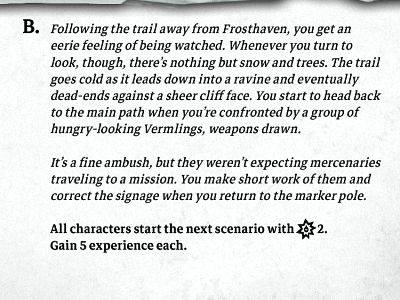 B. Following the trail away from Frosthaven, you get an
eerie feeling of being watched. Whenever you turn to
look, though, there's nothing but snow and trees. The trail
goes cold as it leads down into a ravine and eventually
dead-ends against a sheer cliff face. You start to head back
to the main path when you're confronted by a group of
hungry-looking Vermlings, weapons drawn.
It's a fine ambush, but they weren't expecting mercenaries
traveling to a mission. You make short work of them and
correct the signage when you return to the marker pole.
All characters start the next scenario with 2.
Gain 5 experience each.